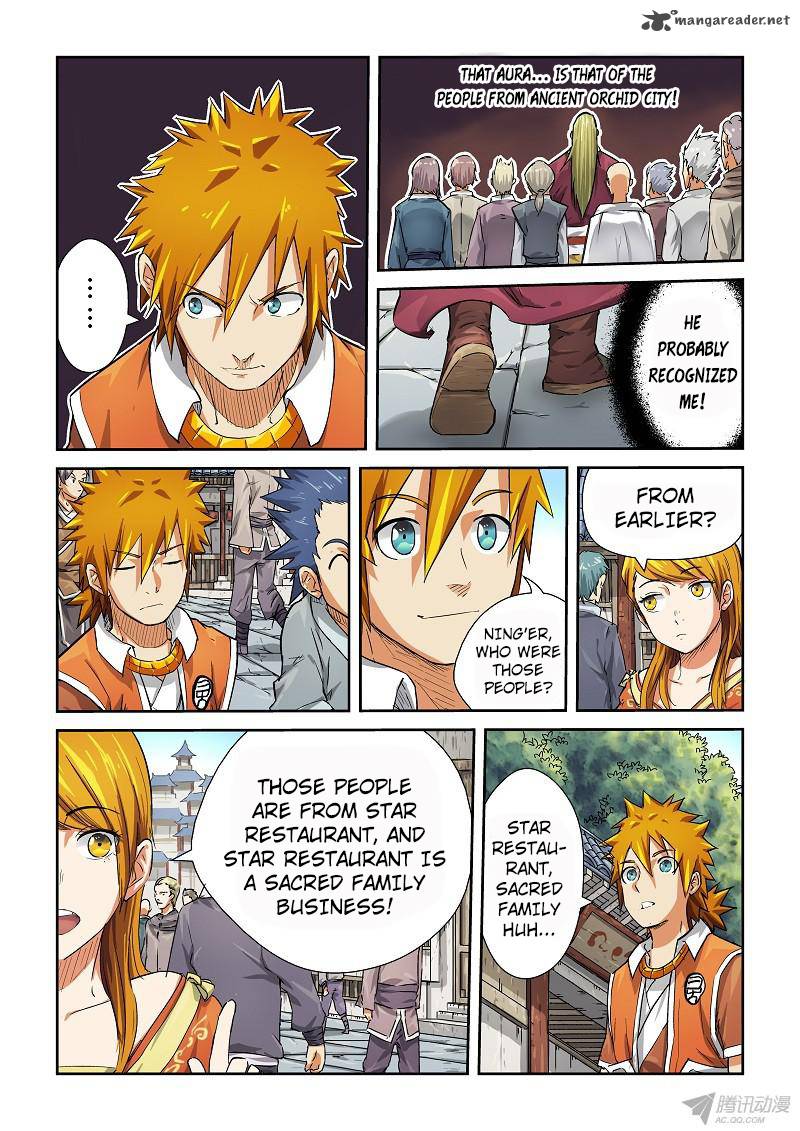 mangareader.net
THAT AURA... IS THAT OF THE
PEOPLE FROM ANCIENT ORCHID CITY!
......
HE
PROBABLY
RECOGNIZED
ME!
NING'ER,
WHO WERE
THOSE
PEOPLE?
FROM
EARLIER?
THOSE PEOPLE
ARE FROM STAR
RESTAURANT, AND
STAR RESTAURANT IS
A SACRED FAMILY
BUSINESS!
STAR
RESTAU-
RANT,
SACRED
FAMILY
HUH...
腾讯动漫
AC.QQ.COM